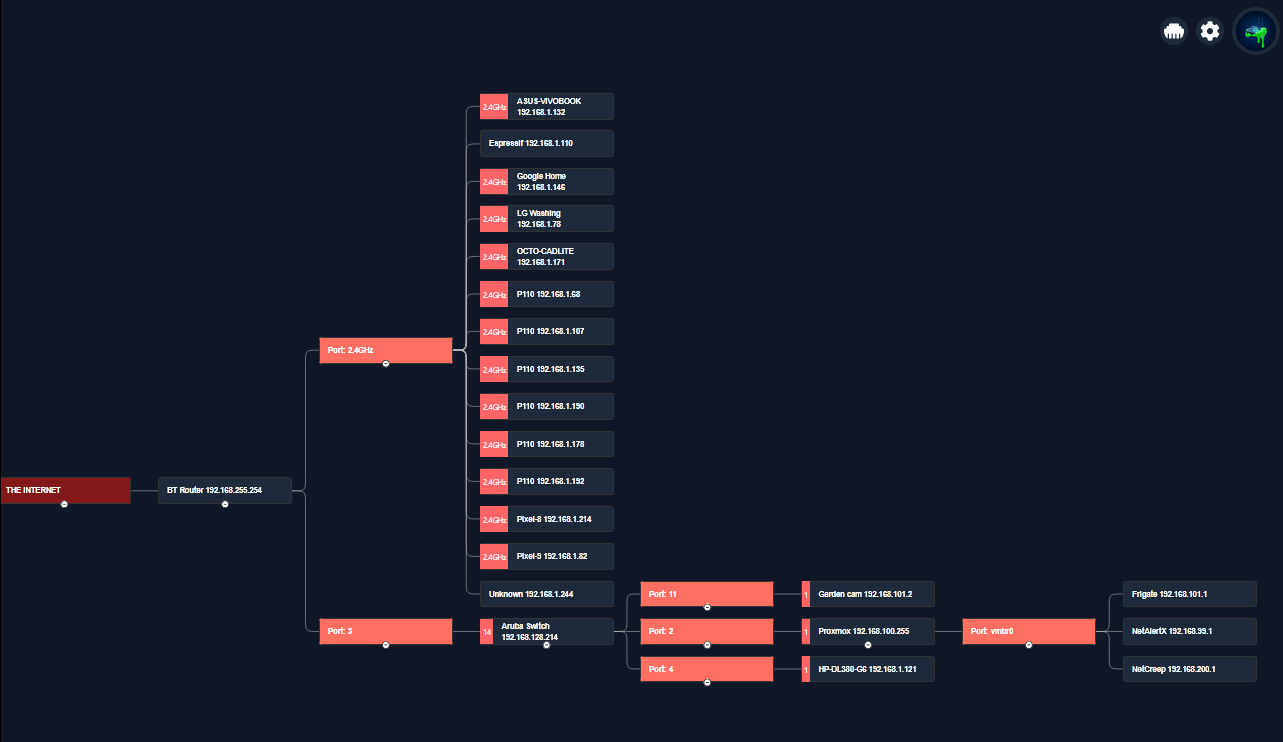 2.4GHz
ASUS-VIVOBOOK
192.168.1.132
Espressif 192.168.1.110
2.4GHz
Google Home
192.168.1.146
2.4GHz
LG Washing
192.168.1.78
2.4GHz
OCTO-CADLITE
192.168.1.171
2.4GHz
P110 192.168.1.68
2.4GHz
P110 192.168.1.107
Port: 2.4GHz
2.4GHz
P110 192.168.1.135
2.4GHz
P110 192.168.1.190
2.4GHz
P110 192.168.1.178
2.4GHz
P110 192.168.1.192
THE INTERNET
BT Router 192.168.255.254
2.4GHz
Pixel-8 192.168.1.214
2.4GHz
Pixel-9 192.168.1.82
Unknown 192.168.1.244
Port: 11
1
Garden cam 192.168.101.2
Frigate 192.168.101.1
Port: 3
14
Aruba Switch
192.168.128.214
Port: 2
1
Proxmox 192.168.100.255
Port: vmbr0
NetAlertX 192.168.99.1
Port: 4
1
HP-DL380-G6 192.168.1.121
NetCreep 192.168.200.1